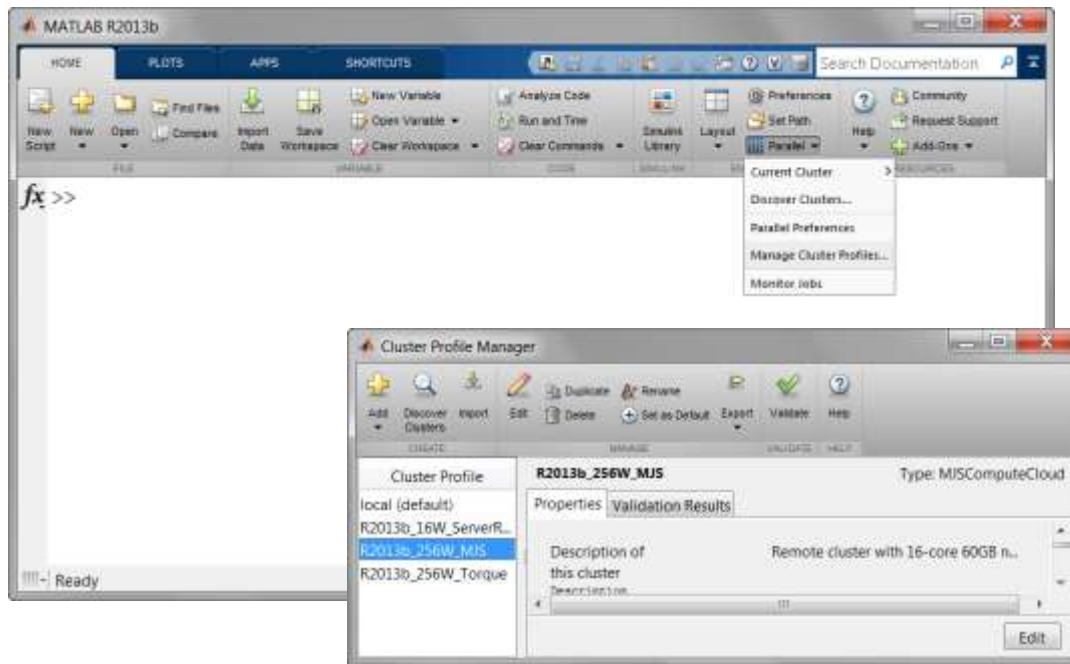 MATLAB R2013b
HOME PLOTS APPS SHORTCUTS Search Documentation
New Script New Open Find Files Compare Import Data Save Workspace New Variable Open Variable Clear Workspace Analyze Code Run and Time Clear Commands Simulink Library Layout Preferences Set Path Parallel Help Community Request Support Add-Ons
FILE VARIABLE CODE SIMULINK RESOURCES
Current Cluster
Discover Clusters...
Parallel Preferences
Manage Cluster Profiles...
Monitor Jobs
fx >>
Ready
Cluster Profile Manager
Add Discover Clusters Import Edit Duplicate Delete Rename Set as Default Export Validate Help
CREATE MANAGE VALIDATE HELP
Cluster Profile
local (default)
R2013b_16W_ServerR...
R2013b_256W_MJS
R2013b_256W_Torque
R2013b_256W_MJS Type: MJSComputeCloud
Properties Validation Results
Description of Remote cluster with 16-core 60GB n...
this cluster
Description
Edit